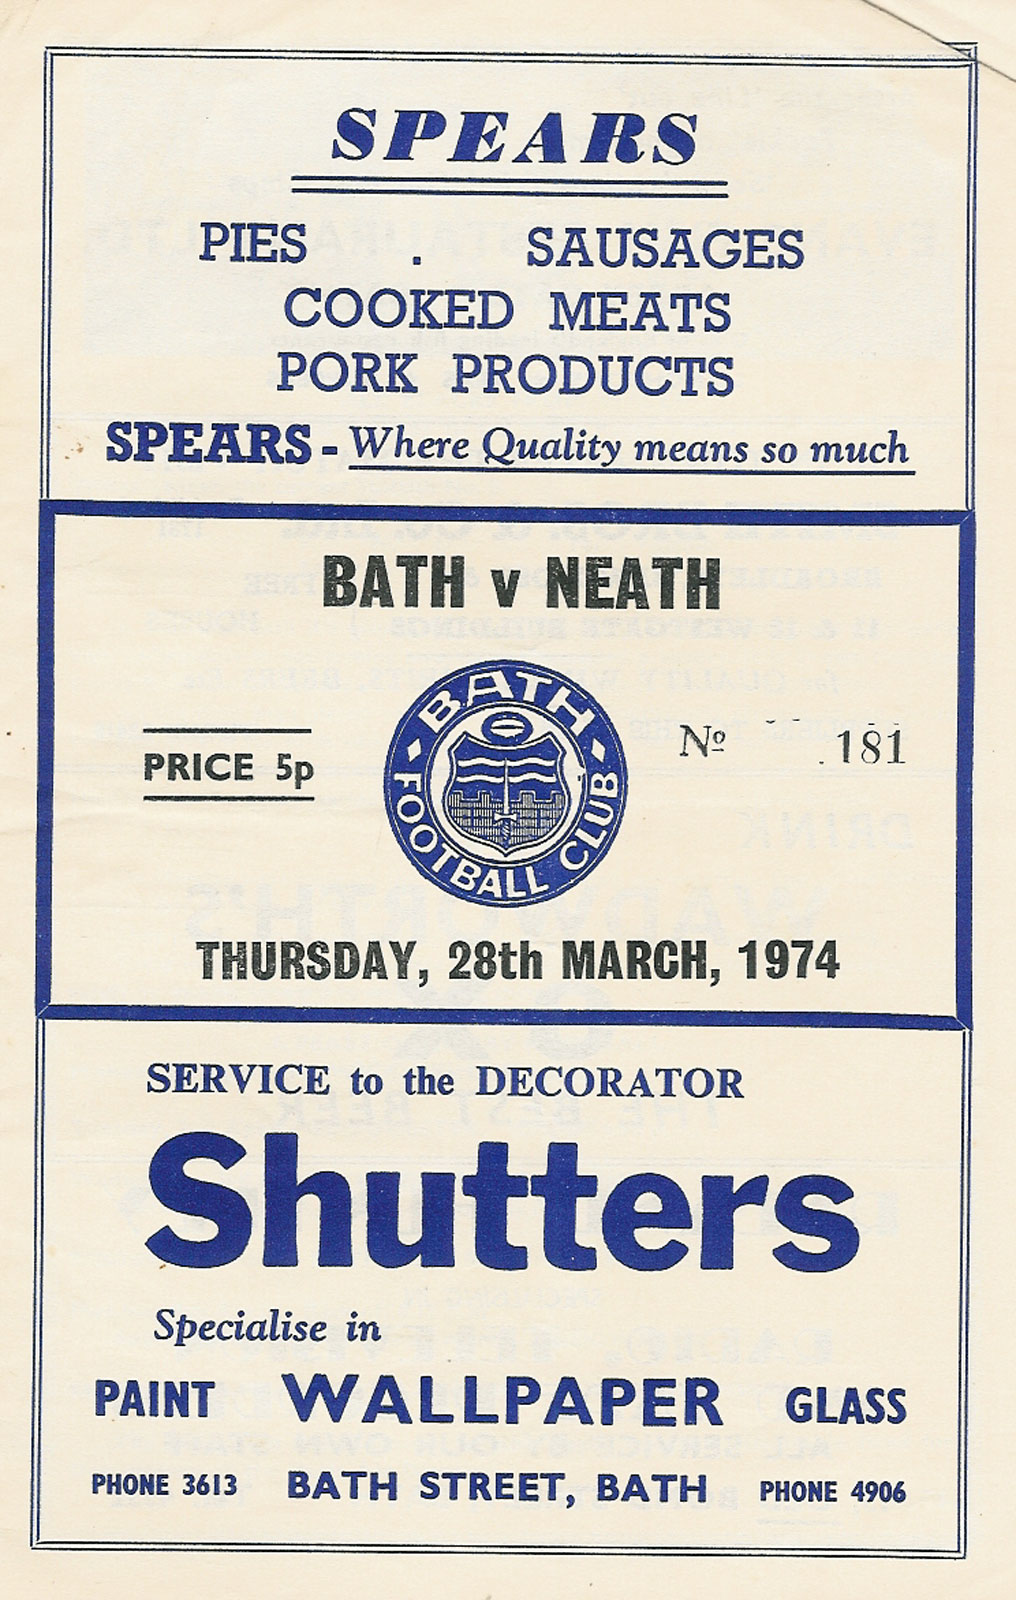 SPEARS
PIES . SAUSAGES
COOKED MEATS
PORK PRODUCTS
SPEARS - Where Quality means so much
BATH v NEATH
BATH FOOTBALL CLUB
PRICE 5p
Nº 181
THURSDAY, 28th MARCH, 1974
SERVICE to the DECORATOR
Shutters
Specialise in
PAINT WALLPAPER GLASS
PHONE 3613 BATH STREET, BATH PHONE 4906